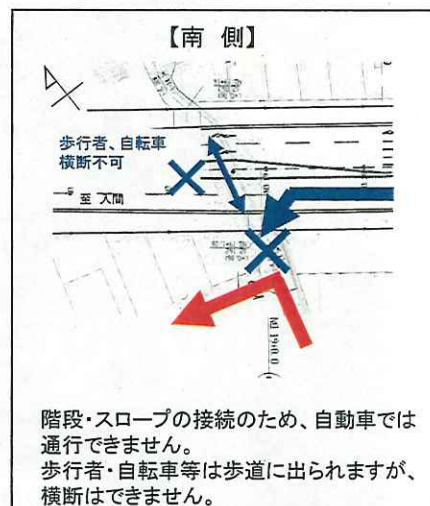 【南 側】
歩行者、自転車
横断不可
至 入間
階段・スロープの接続のため、自動車では
通行できません。
歩行者・自転車等は歩道に出られますが、
横断はできません。